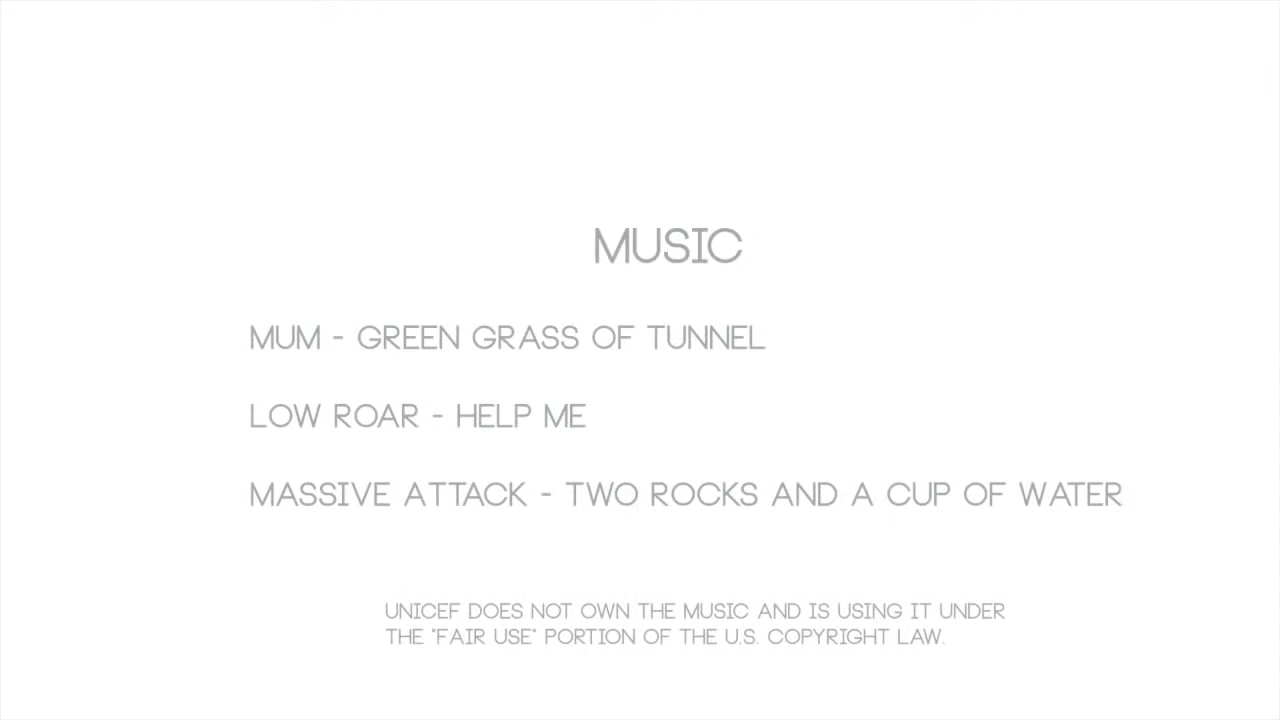 MUSIC
MUM - GREEN GRASS OF TUNNEL
LOW ROAR - HELP ME
MASSIVE ATTACK - TWO ROCKS AND A CUP OF WATER
UNICEF DOES NOT OWN THE MUSIC AND IS USING IT UNDER
THE "FAIR USE" PORTION OF THE U.S. COPYRIGHT LAW.